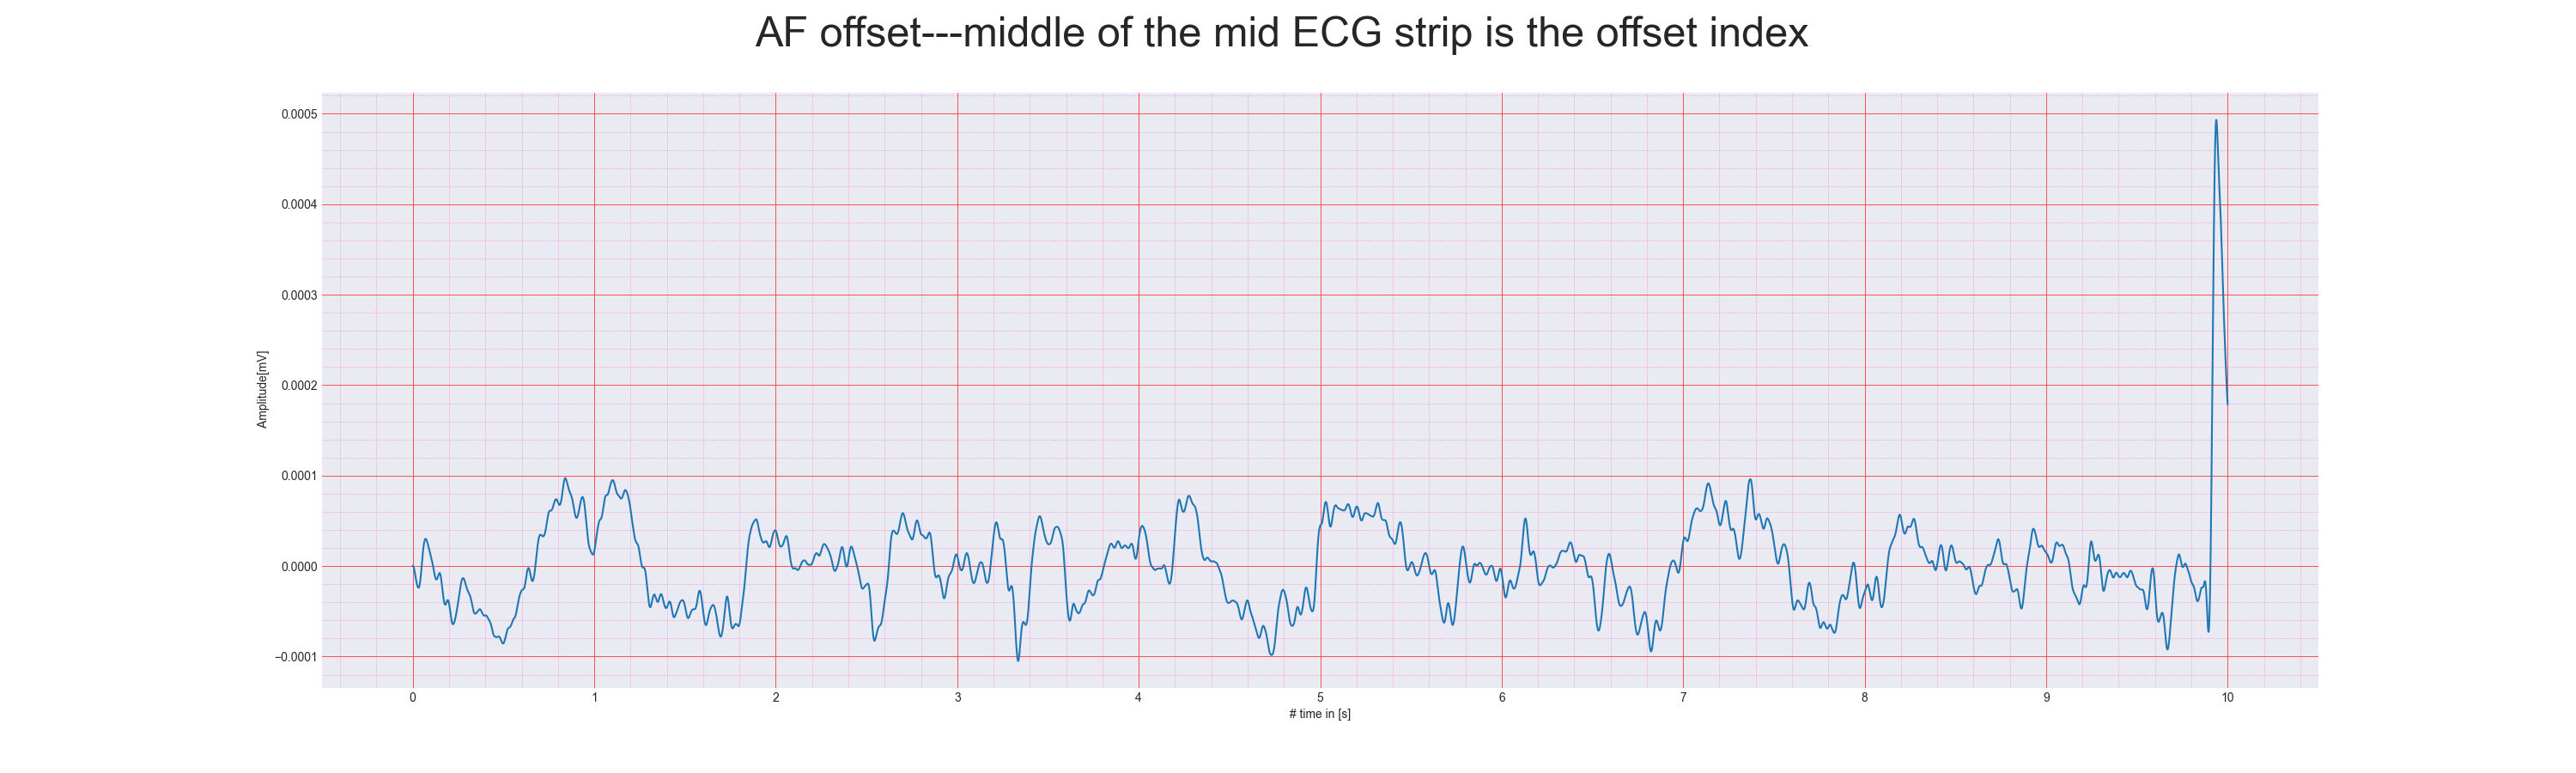 AF offset---middle of the mid ECG strip is the offset index
0.0005
0.0004
0.0003
0.0002
0.0001
0.0000
−0.0001
Amplitude[mV]
0 1 2 3 4 5 6 7 8 9 10
# time in [s]